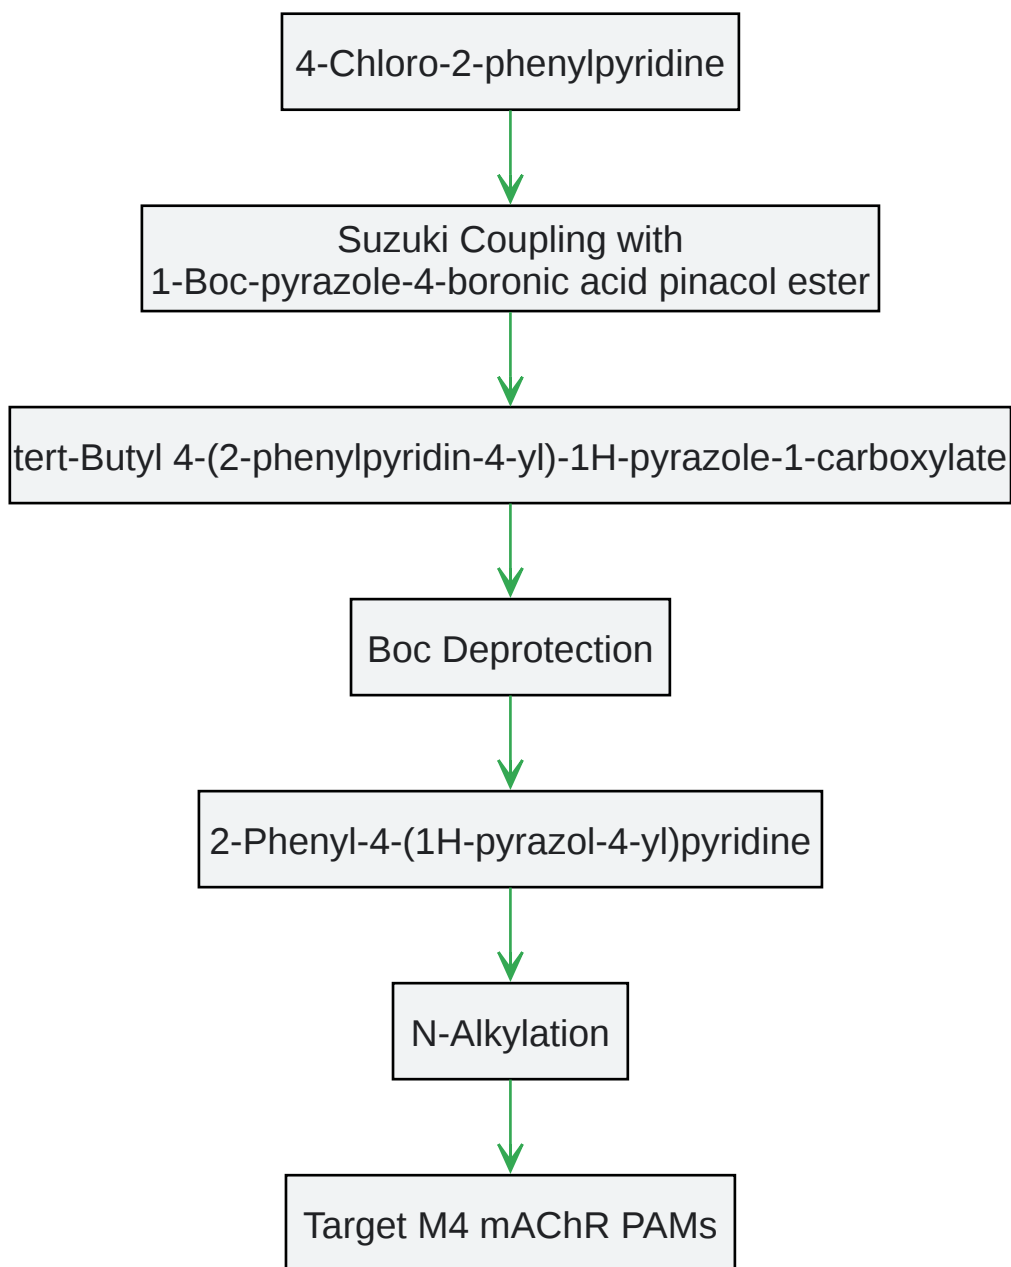 4-Chloro-2-phenylpyridine
Suzuki Coupling with
1-Boc-pyrazole-4-boronic acid pinacol ester
tert-Butyl 4-(2-phenylpyridin-4-yl)-1H-pyrazole-1-carboxylate
Boc Deprotection
2-Phenyl-4-(1H-pyrazol-4-yl)pyridine
N-Alkylation
Target M4 mAChR PAMs